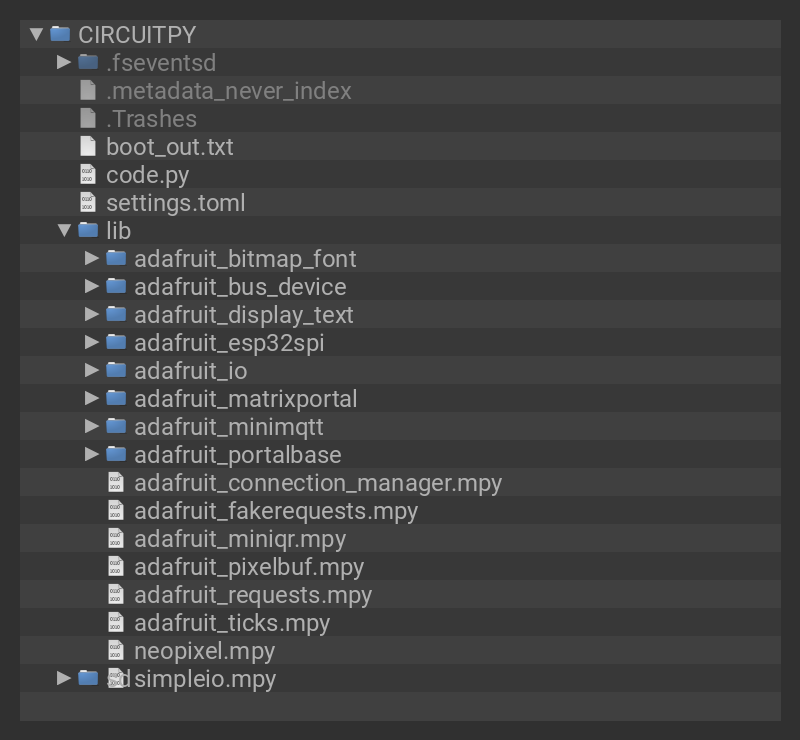 CIRCUITPY
.fseventsd
.metadata_never_index
.Trashes
boot_out.txt
code.py
settings.toml
lib
adafruit_bitmap_font
adafruit_bus_device
adafruit_display_text
adafruit_esp32spi
adafruit_io
adafruit_matrixportal
adafruit_minimqtt
adafruit_portalbase
adafruit_connection_manager.mpy
adafruit_fakerequests.mpy
adafruit_miniqr.mpy
adafruit_pixelbuf.mpy
adafruit_requests.mpy
adafruit_ticks.mpy
neopixel.mpy
sd simpleio.mpy